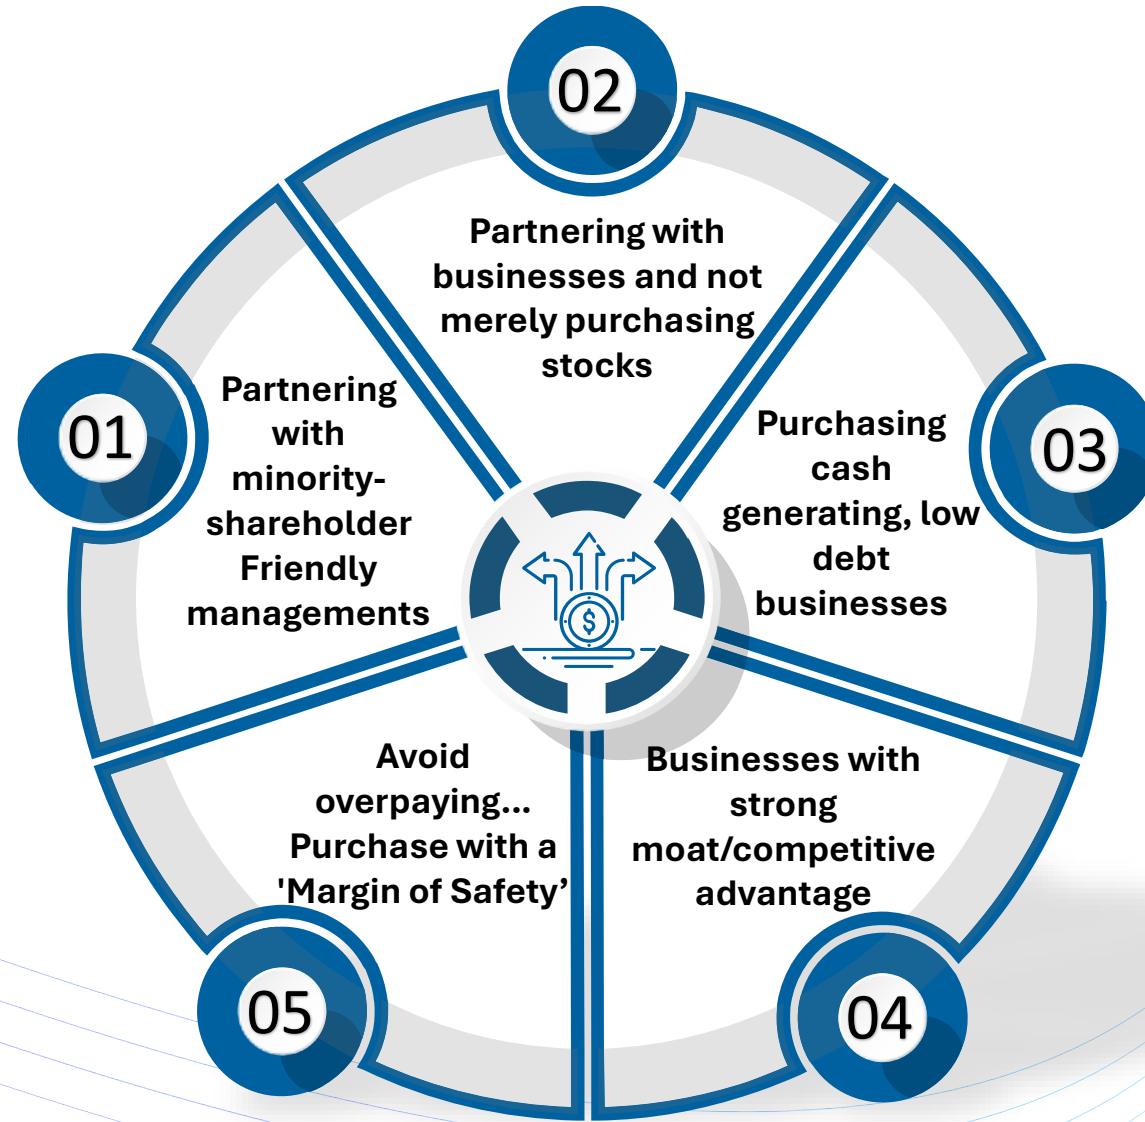 01
Partnering
with
minority-
shareholder
Friendly
managements
02
Partnering with
businesses and not
merely purchasing
stocks
03
Purchasing
cash
generating, low
debt
businesses
$
04
Businesses with
strong
moat/competitive
advantage
05
Avoid
overpaying...
Purchase with a
'Margin of Safety’